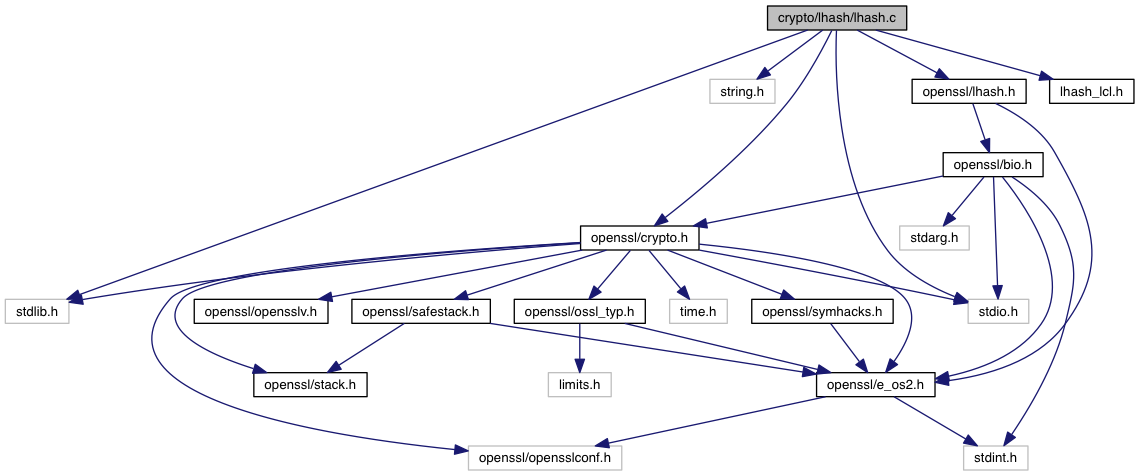 crypto/lhash/lhash.c
string.h
openssl/lhash.h
lhash_lcl.h
openssl/bio.h
openssl/crypto.h
stdarg.h
stdlib.h
openssl/opensslv.h
openssl/safestack.h
openssl/ossl_typ.h
time.h
openssl/symhacks.h
stdio.h
openssl/stack.h
limits.h
openssl/e_os2.h
openssl/opensslconf.h
stdint.h